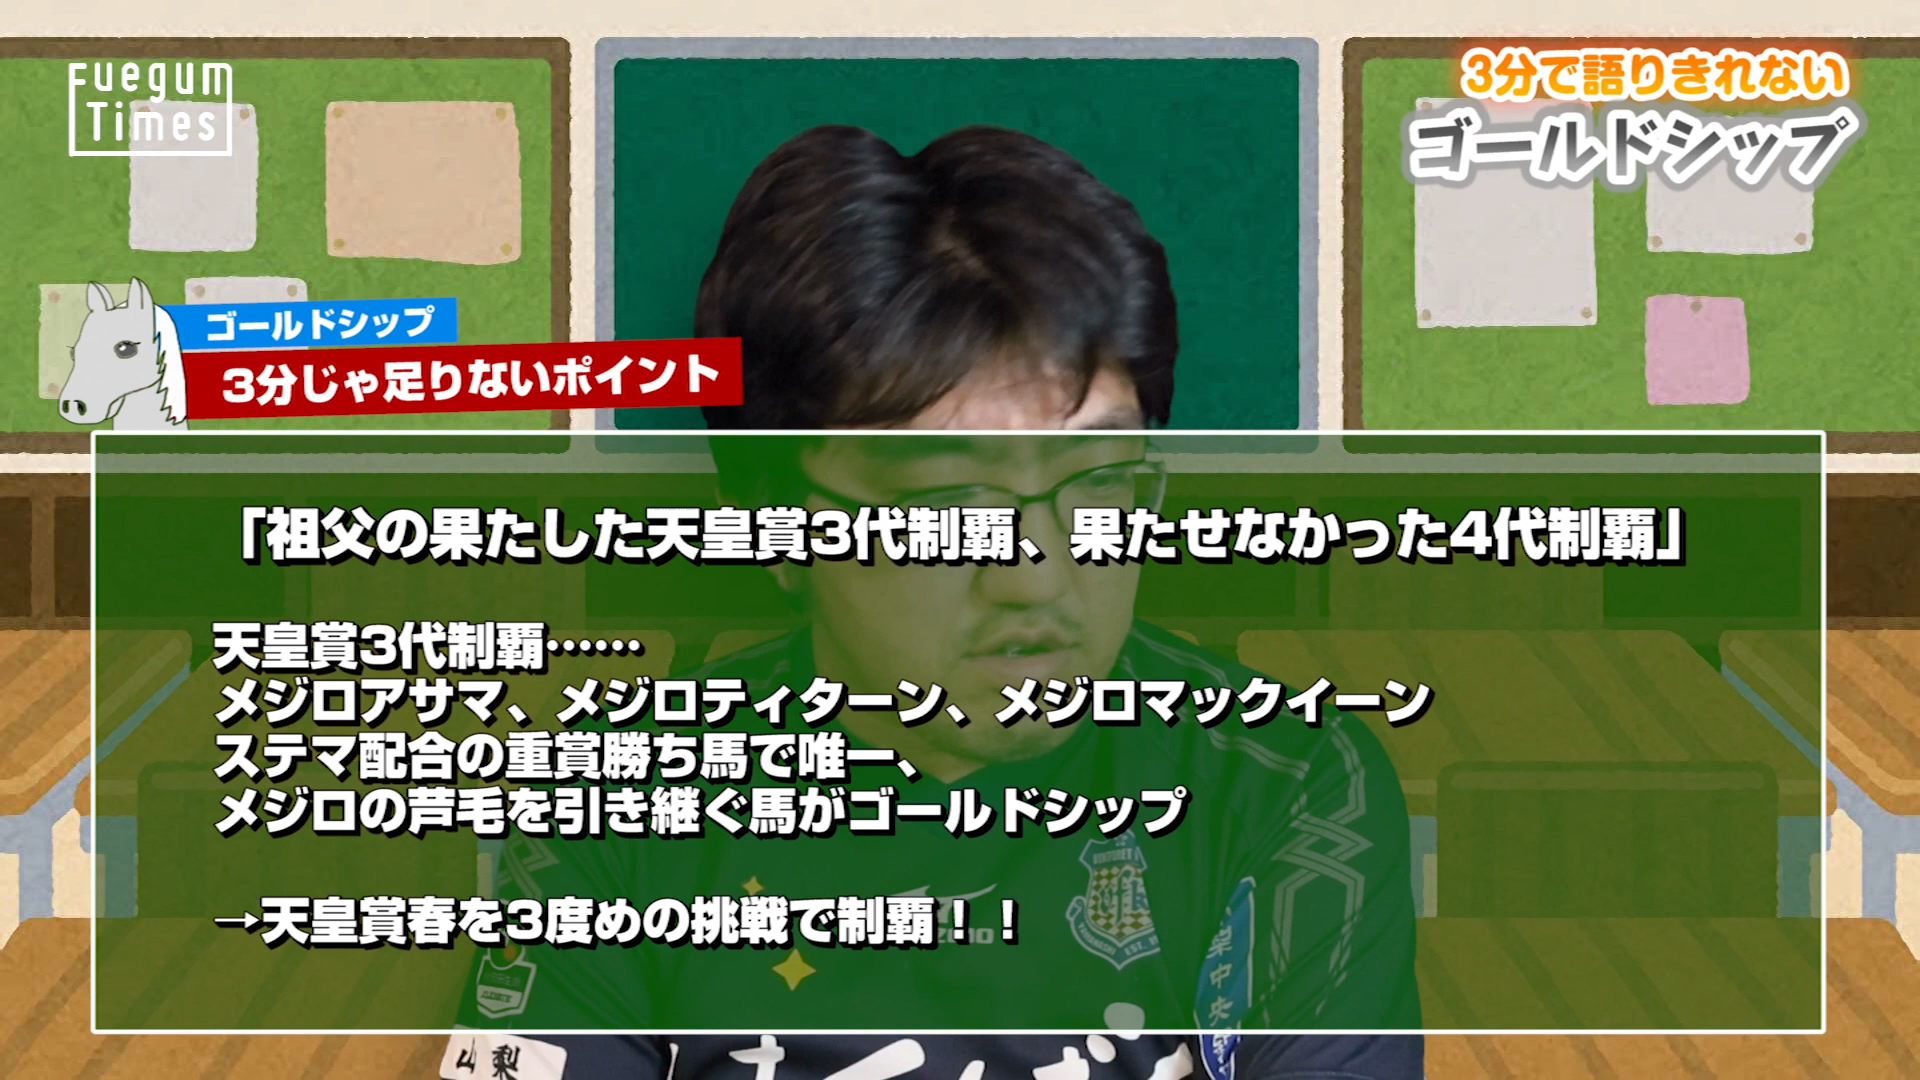 Fuegum
Times
3分で語りきれない
ゴールドシップ
ゴールドシップ
3分じゃ足りないポイント
「祖父の果たした天皇賞3代制覇、果たせなかった4代制覇」
天皇賞3代制覇……
メジロアサマ、メジロティターン、メジロマックイーン
ステマ配合の重賞勝ち馬で唯一、
メジロの芦毛を引き継ぐ馬がゴールドシップ
→天皇賞春を3度めの挑戦で制覇！！
山梨